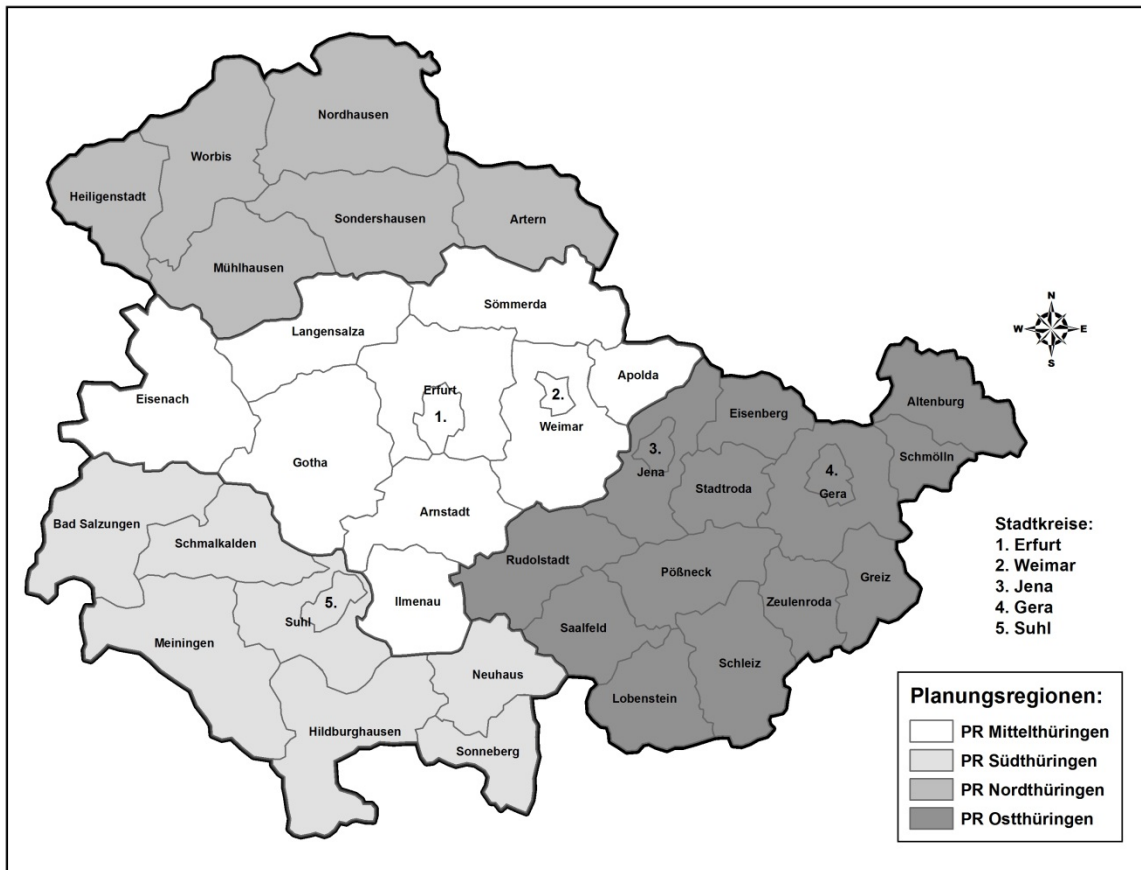 Nordhausen
Worbis
Heiligenstadt
Sondershausen
Artern
Mühlhausen
Sömmerda
Langensalza
Eisenach
Erfurt
1.
2.
Weimar
Apolda
Gotha
Arnstadt
Ilmenau
Eisenberg
Altenburg
Schmölln
3.
Jena
Stadtroda
4.
Gera
Rudolstadt
Pößneck
Zeulenroda
Greiz
Saalfeld
Schleiz
Lobenstein
Bad Salzungen
Schmalkalden
5.
Suhl
Meiningen
Neuhaus
Hildburghausen
Sonneberg
N
W
E
S
Stadtkreise:
1. Erfurt
2. Weimar
3. Jena
4. Gera
5. Suhl
Planungsregionen:
PR Mittelthüringen
PR Südthüringen
PR Nordthüringen
PR Ostthüringen